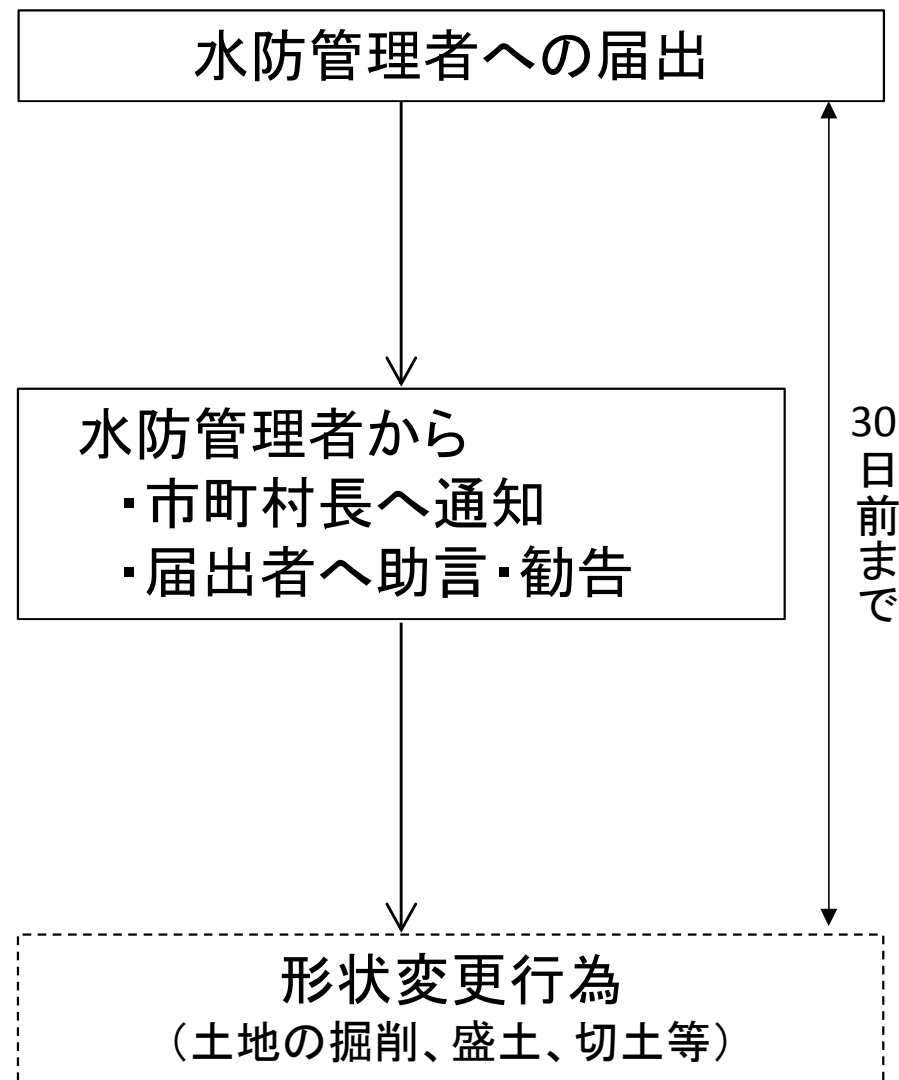 水防管理者への届出
水防管理者から
・市町村長へ通知
・届出者へ助言・勧告
30日前まで
形状変更行為
（土地の掘削、盛土、切土等）